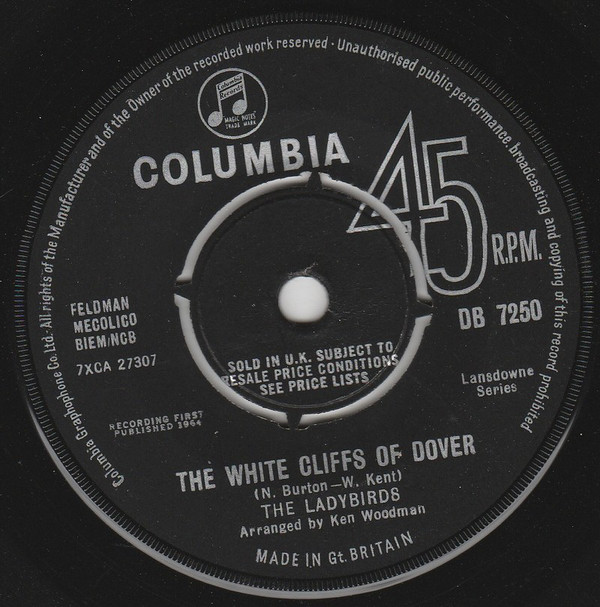 Columbia Graphophone Co. Ltd. All rights of the Manufacturer and of the Owner of the recorded work reserved · Unauthorised public performance, broadcasting and copying of this record prohibited
Columbia
Records
MAGIC NOTES
TRADE MARK
COLUMBIA
45
R.P.M.
FELDMAN
MECOLICO
BIEM/NCB
7XCA 27307
DB 7250
SOLD IN U.K. SUBJECT TO
RESALE PRICE CONDITIONS
SEE PRICE LISTS
Lansdowne
Series
RECORDING FIRST
PUBLISHED 1964
THE WHITE CLIFFS OF DOVER
(N. Burton—W. Kent)
THE LADYBIRDS
Arranged by Ken Woodman
MADE IN Gt. BRITAIN